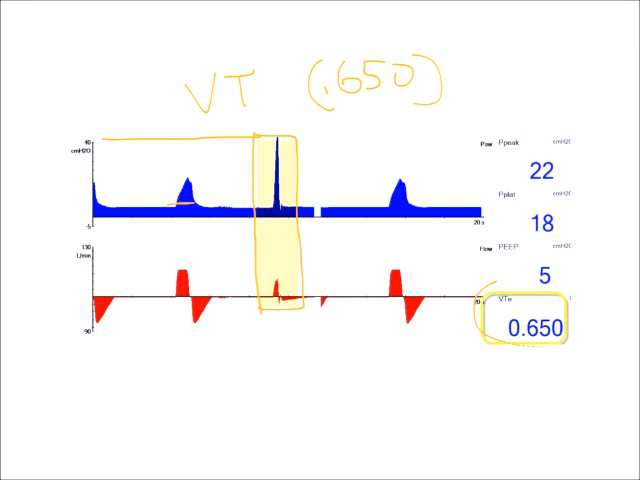 VT (.650)
40
cmH2O
Paw
Ppeak
cmH2O
22
Pplat
cmH2O
18
-5
20 s
130
L/min
Flow
PEEP
cmH2O
5
VTe
-90
0.650